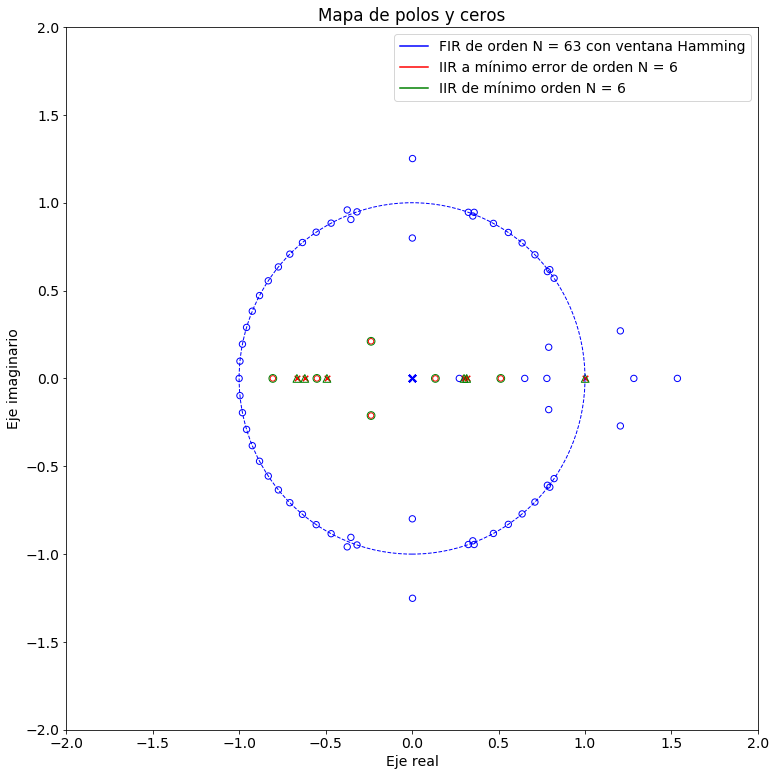 Mapa de polos y ceros
FIR de orden N = 63 con ventana Hamming
IIR a mínimo error de orden N = 6
IIR de mínimo orden N = 6
Eje imaginario
2.0
1.5
1.0
0.5
0.0
−0.5
−1.0
−1.5
−2.0
−2.0 −1.5 −1.0 −0.5 0.0 0.5 1.0 1.5 2.0
Eje real